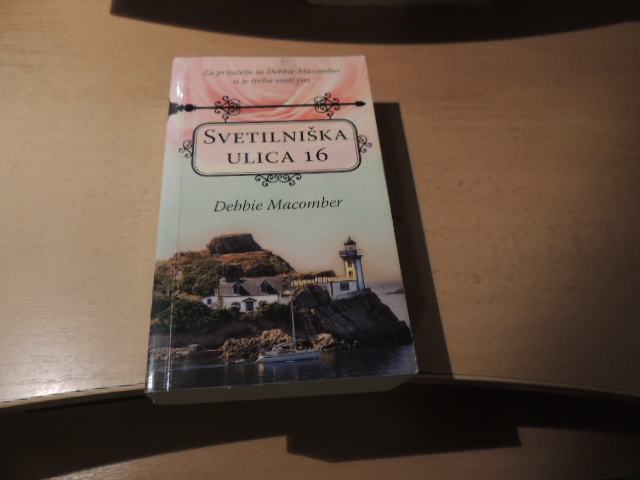 Za prijatelje in Debbie Macomber
si je treba vzeti čas
SVETILNIŠKA
ULICA 16
Debbie Macomber